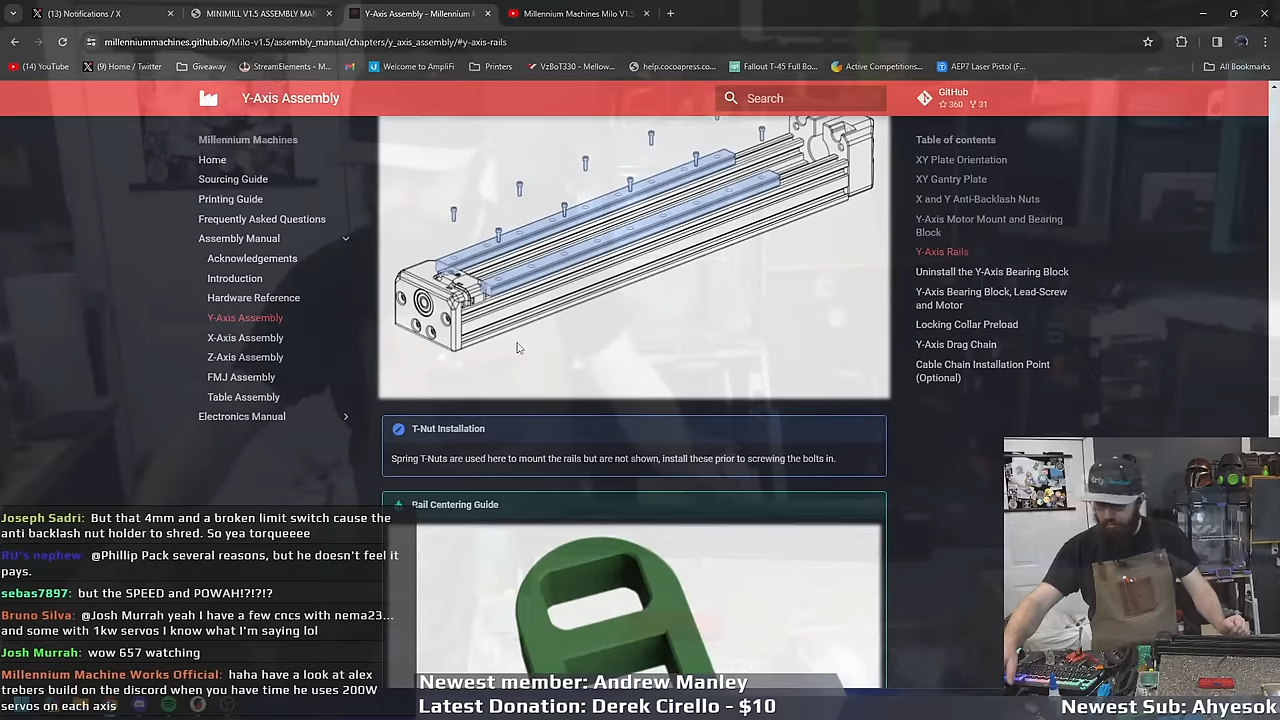 (13) Notifications / X
MINIMILL V1.5 ASSEMBLY MAN
Y-Axis Assembly - Millennium
Millennium Machines Milo V1.5
millenniummachines.github.io/Milo-v1.5/assembly_manual/chapters/y_axis_assembly/#y-axis-rails
(14) YouTube
(9) Home / Twitter
Giveaway
StreamElements - M...
Welcome to AmpliFi
Printers
VzBoT330 - Mellow...
help.cocoapress.co...
Fallout T-45 Full Bo...
Active Competitions...
AEP7 Laser Pistol (F...
All Bookmarks
Y-Axis Assembly
Search
GitHub
360 31
Millennium Machines
Home
Sourcing Guide
Printing Guide
Frequently Asked Questions
Assembly Manual
Acknowledgements
Introduction
Hardware Reference
Y-Axis Assembly
X-Axis Assembly
Z-Axis Assembly
FMJ Assembly
Table Assembly
Electronics Manual
T-Nut Installation
Spring T-Nuts are used here to mount the rails but are not shown, install these prior to screwing the bolts in.
Rail Centering Guide
Table of contents
XY Plate Orientation
XY Gantry Plate
X and Y Anti-Backlash Nuts
Y-Axis Motor Mount and Bearing
Block
Y-Axis Rails
Uninstall the Y-Axis Bearing Block
Y-Axis Bearing Block, Lead-Screw
and Motor
Locking Collar Preload
Y-Axis Drag Chain
Cable Chain Installation Point
(Optional)
Joseph Sadri: But that 4mm and a broken limit switch cause the
anti backlash nut holder to shred. So yea torqueeee
RU's nephew @Phillip Pack several reasons, but he doesn't feel it
pays.
sebas7897: but the SPEED and POWAH!?!?!?
Bruno Silva: @Josh Murrah yeah I have a few cncs with nema23...
and some with 1kw servos I know what I'm saying lol
Josh Murrah: wow 657 watching
Millennium Machine Works Official: haha have a look at alex
trebers build on the discord when you have time he uses 200W
servos on each axis
Newest member: Andrew Manley
Latest Donation: Derek Cirello - $10
Newest Sub: Ahyesok